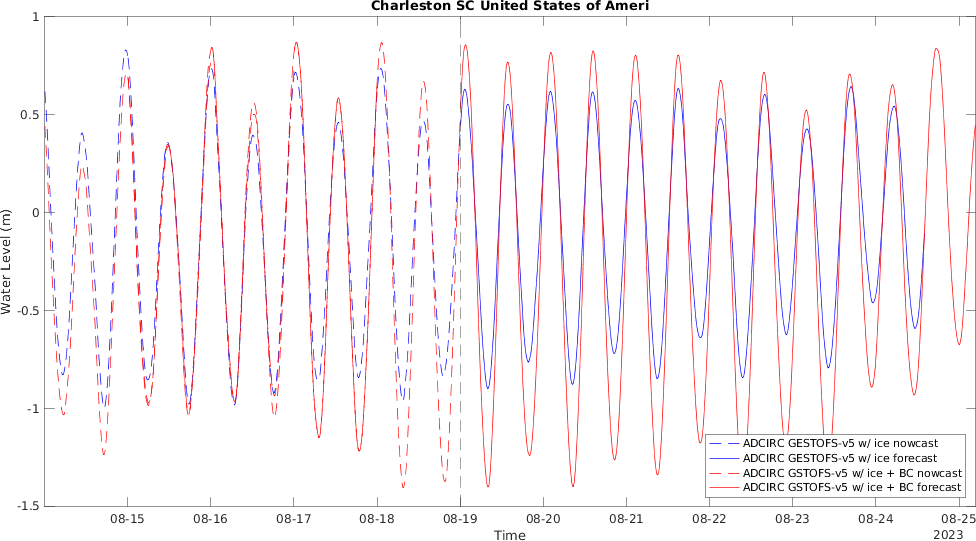 Charleston SC United States of Ameri
1
0.5
0
-0.5
-1
-1.5
Water Level (m)
ADCIRC GESTOFS-v5 w/ ice nowcast
ADCIRC GESTOFS-v5 w/ ice forecast
ADCIRC GSTOFS-v5 w/ ice + BC nowcast
ADCIRC GSTOFS-v5 w/ ice + BC forecast
08-15 08-16 08-17 08-18 08-19 08-20 08-21 08-22 08-23 08-24 08-25
Time 2023